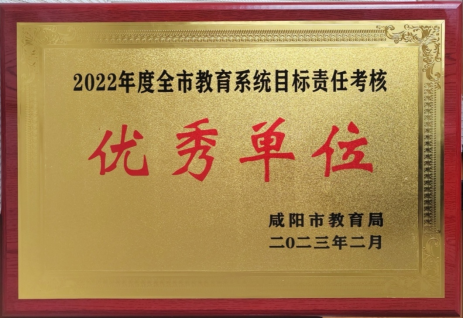 2022年度全市教育系统目标责任考核
优秀单位
咸阳市教育局
二〇二三年二月